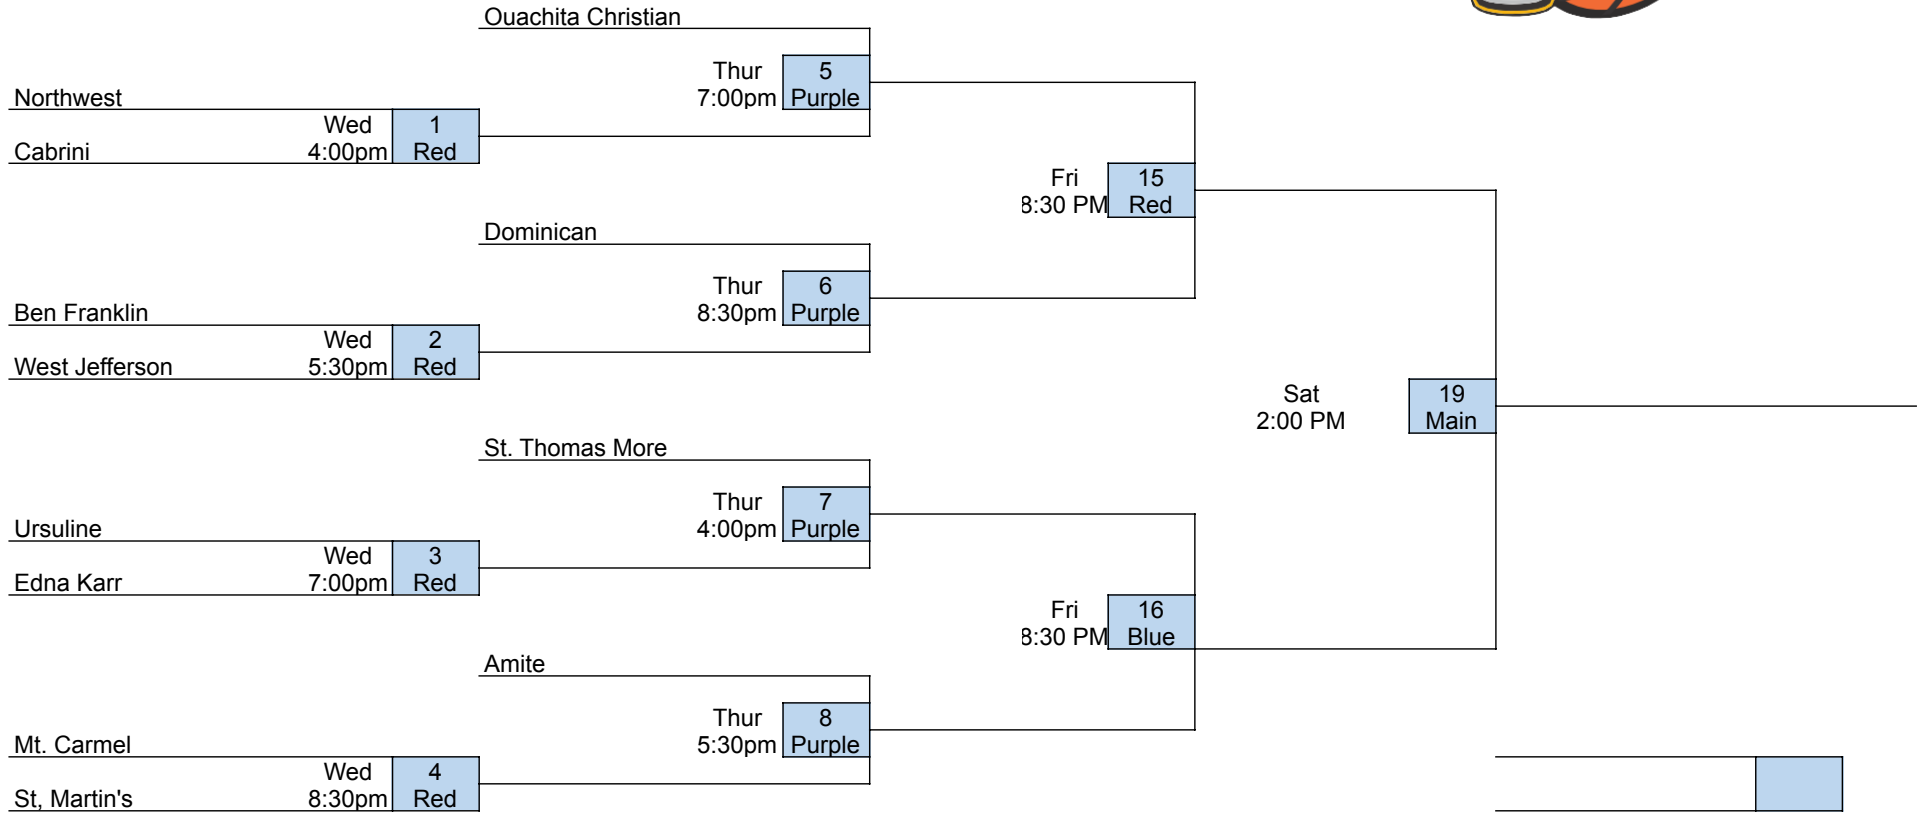 Ouachita Christian
Thur 5
7:00pm Purple
Northwest
Wed 1
Cabrini 4:00pm Red
Fri 15
8:30 PM Red
Dominican
Thur 6
8:30pm Purple
Ben Franklin
Wed 2
West Jefferson 5:30pm Red
Sat 19
2:00 PM Main
St. Thomas More
Thur 7
4:00pm Purple
Ursuline
Wed 3
Edna Karr 7:00pm Red
Fri 16
8:30 PM Blue
Amite
Thur 8
5:30pm Purple
Mt. Carmel
Wed 4
St, Martin's 8:30pm Red